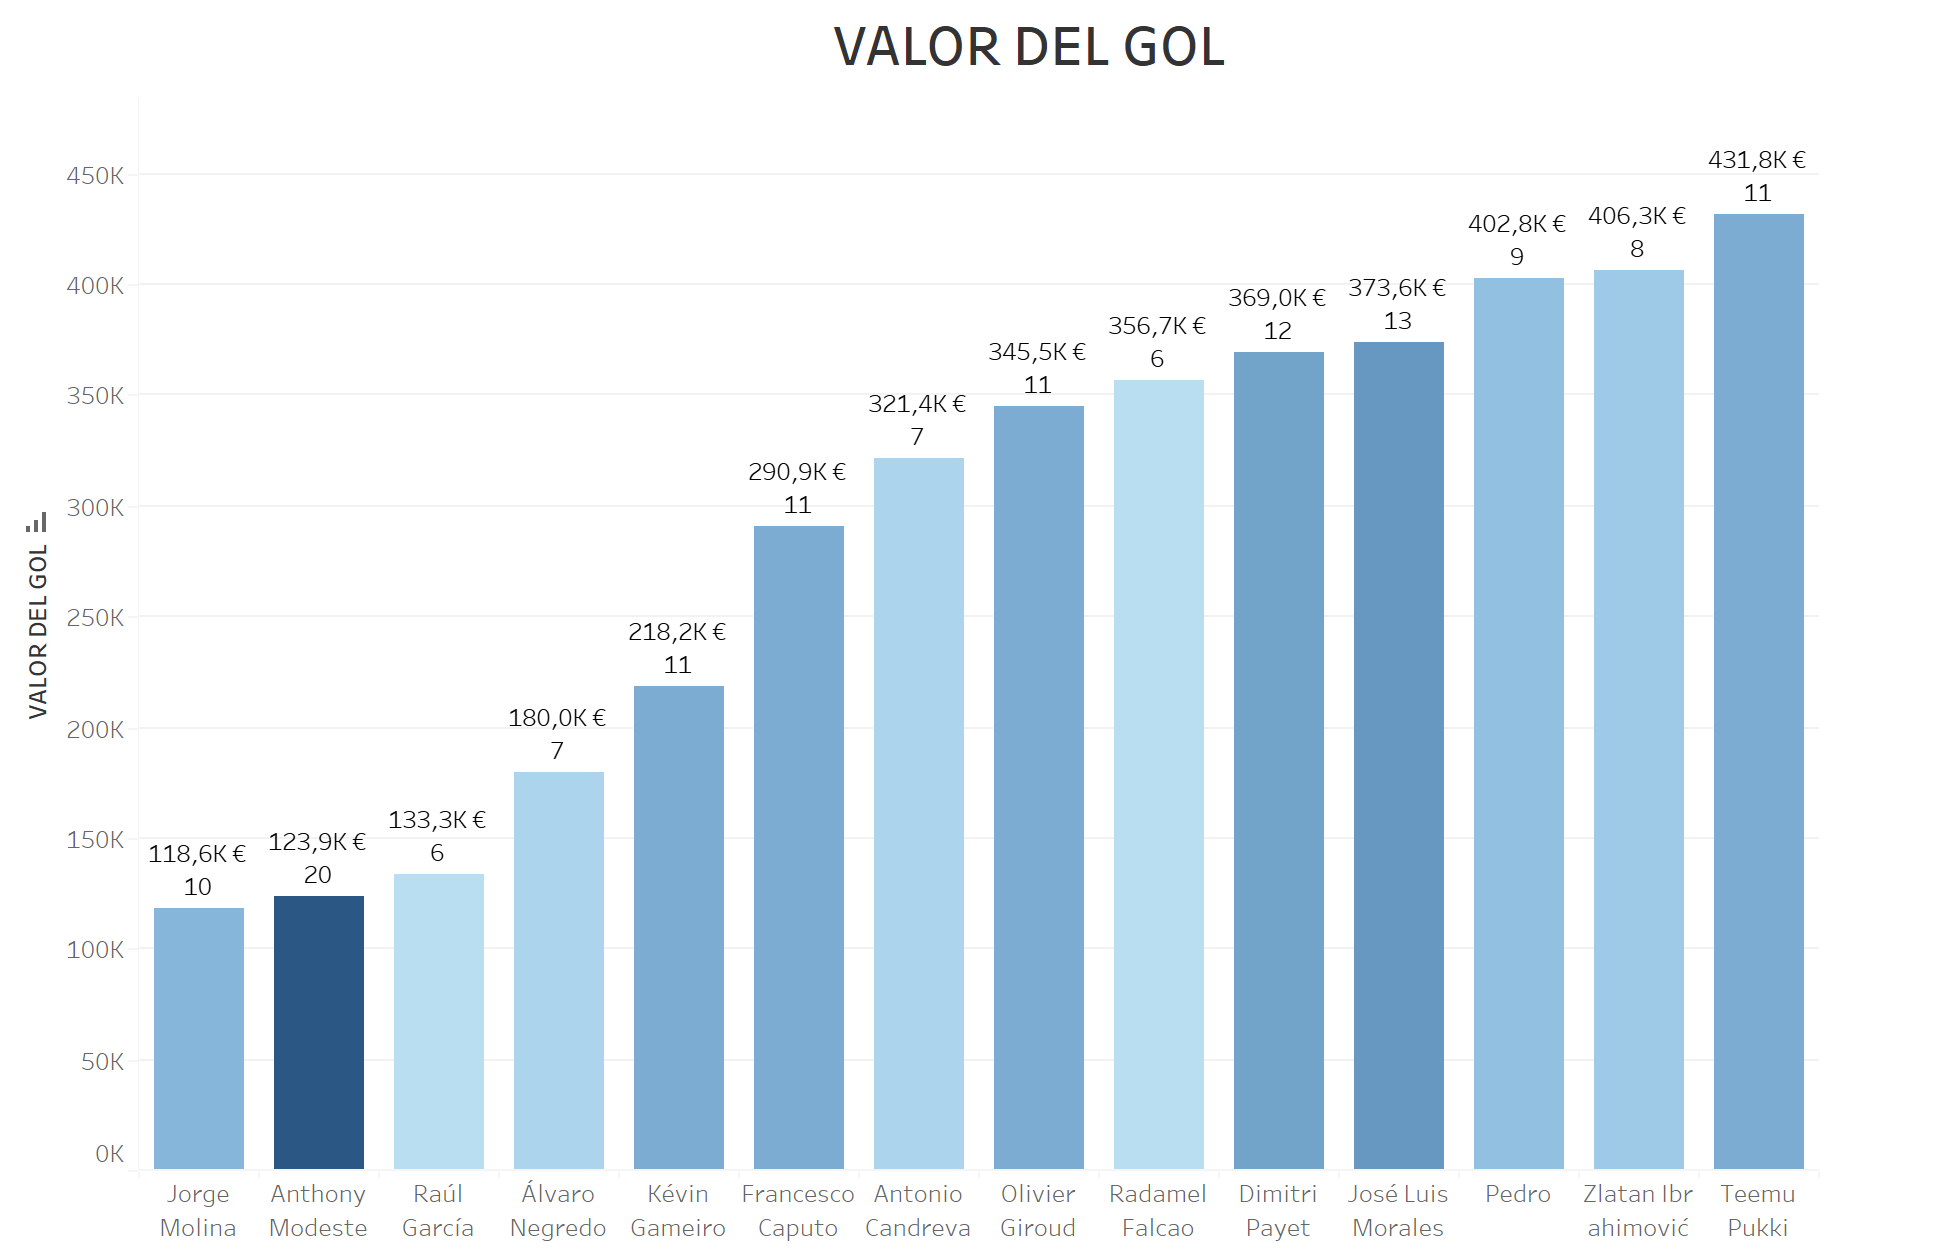 VALOR DEL GOL
VALOR DEL GOL
450K
400K
350K
300K
250K
200K
150K
100K
50K
0K
118,6K €
10
123,9K €
20
133,3K €
6
180,0K €
7
218,2K €
11
290,9K €
11
321,4K €
7
345,5K €
11
356,7K €
6
369,0K €
12
373,6K €
13
402,8K €
9
406,3K €
8
431,8K €
11
Jorge
Molina
Anthony
Modeste
Raúl
García
Álvaro
Negredo
Kévin
Gameiro
Francesco
Caputo
Antonio
Candreva
Olivier
Giroud
Radamel
Falcao
Dimitri
Payet
José Luis
Morales
Pedro
Zlatan Ibr
ahimović
Teemu
Pukki